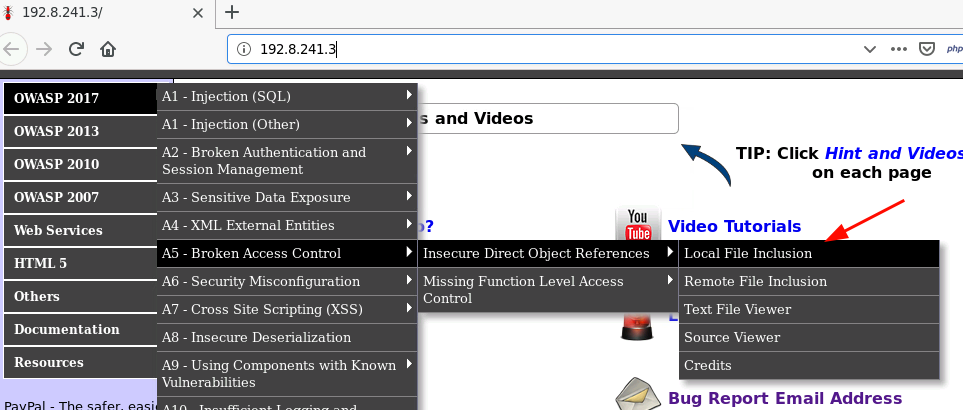 192.8.241.3/
192.8.241.3
php
OWASP 2017
OWASP 2013
OWASP 2010
OWASP 2007
Web Services
HTML 5
Others
Documentation
Resources
PayPal - The safer, easi
A1 - Injection (SQL)
A1 - Injection (Other)
A2 - Broken Authentication and
Session Management
A3 - Sensitive Data Exposure
A4 - XML External Entities
A5 - Broken Access Control
A6 - Security Misconfiguration
A7 - Cross Site Scripting (XSS)
A8 - Insecure Deserialization
A9 - Using Components with Known
Vulnerabilities
A10 - Insufficient Logging and
Insecure Direct Object References
Missing Function Level Access
Control
Local File Inclusion
Remote File Inclusion
Text File Viewer
Source Viewer
Credits
s and Videos
TIP: Click Hint and Videos
on each page
?
You
Tube
Video Tutorials
Bug Report Email Address